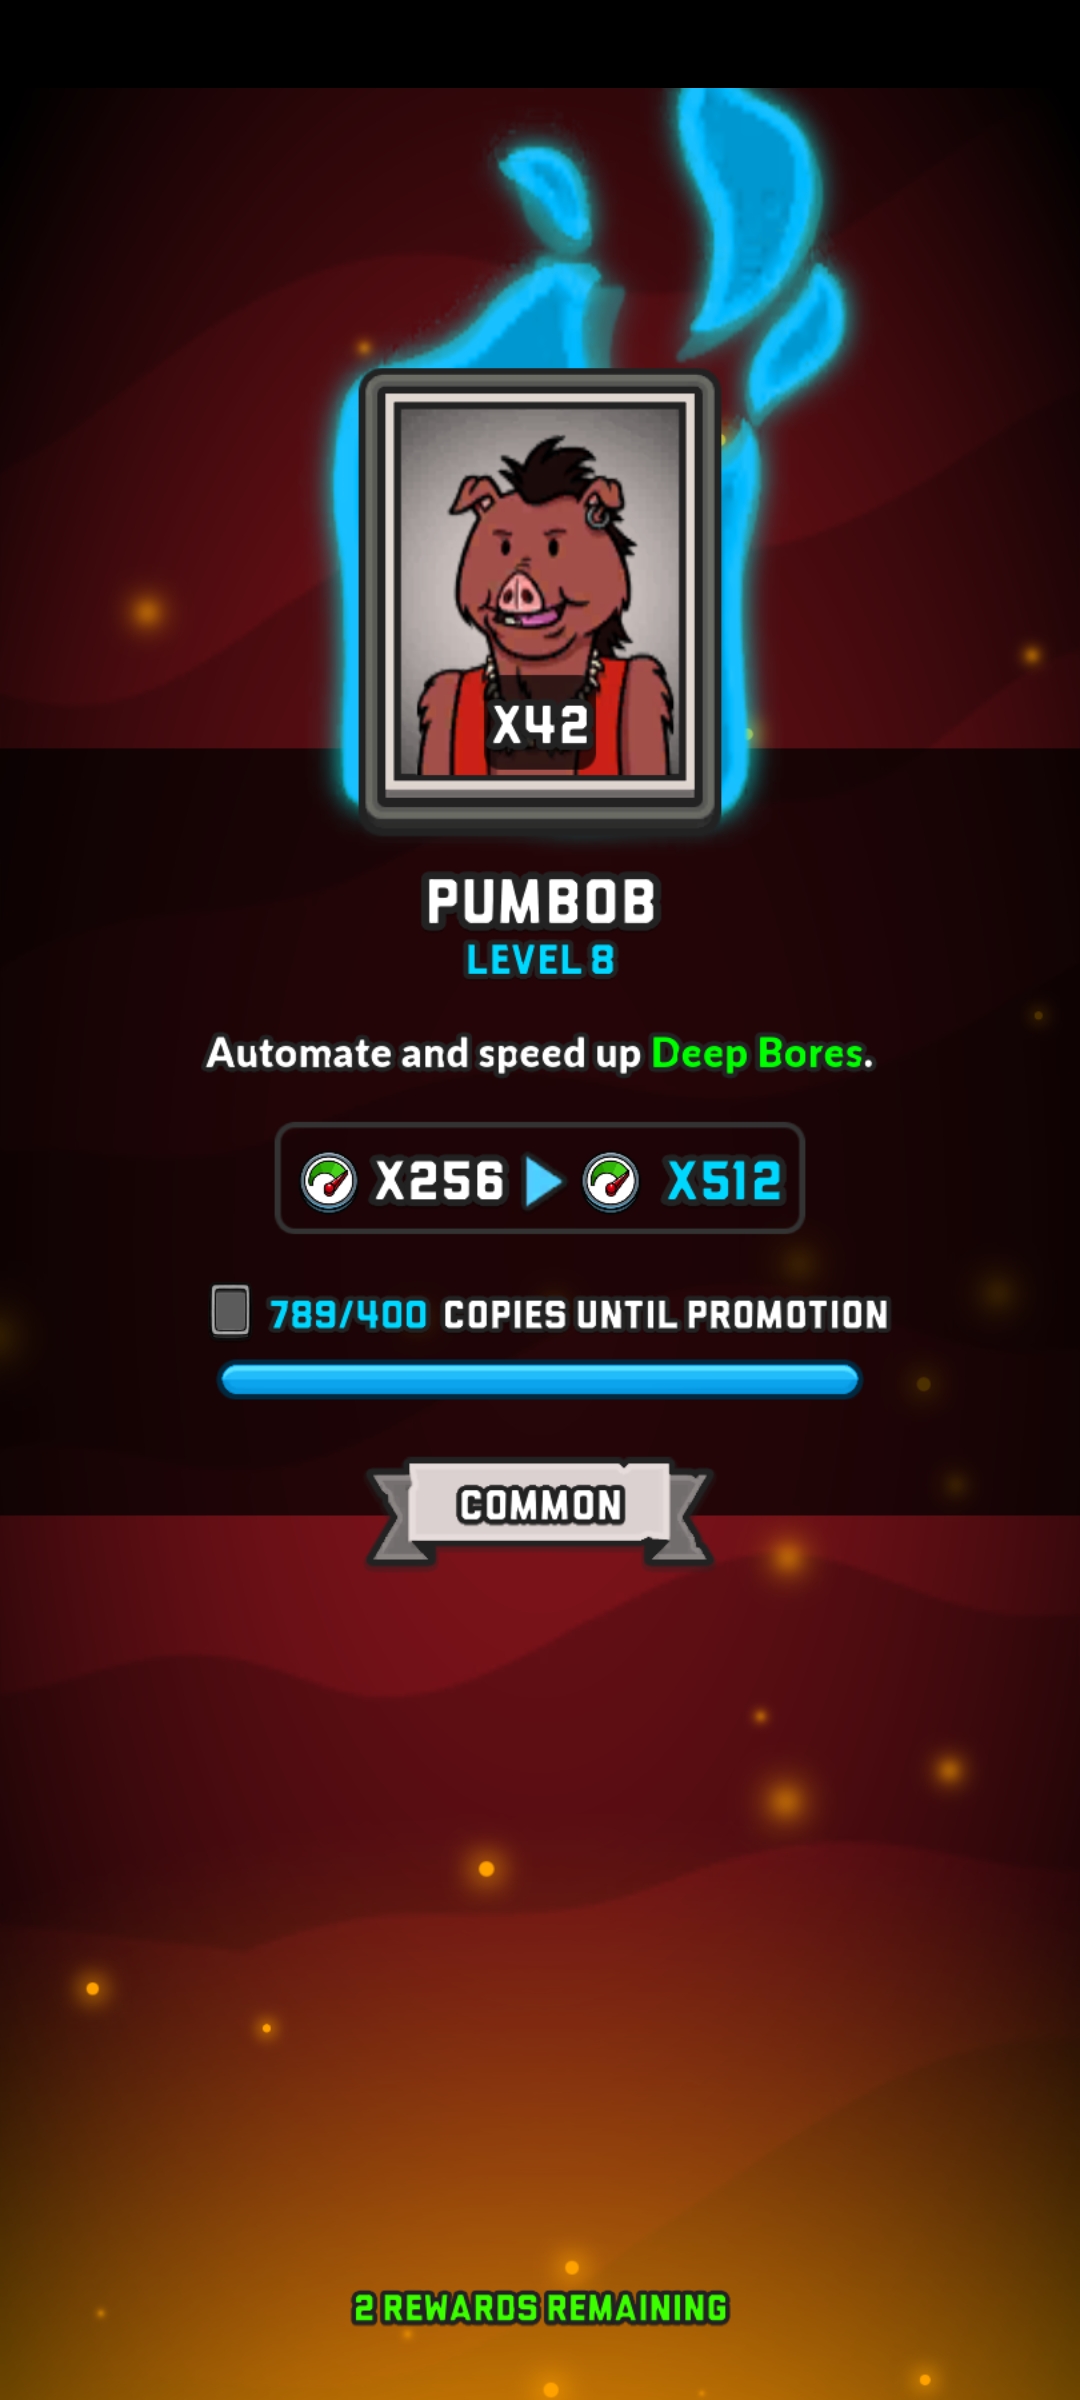 X42
PUMBOB
LEVEL 8
Automate and speed up Deep Bores.
X256 X512
789/400 COPIES UNTIL PROMOTION
COMMON
2 REWARDS REMAINING